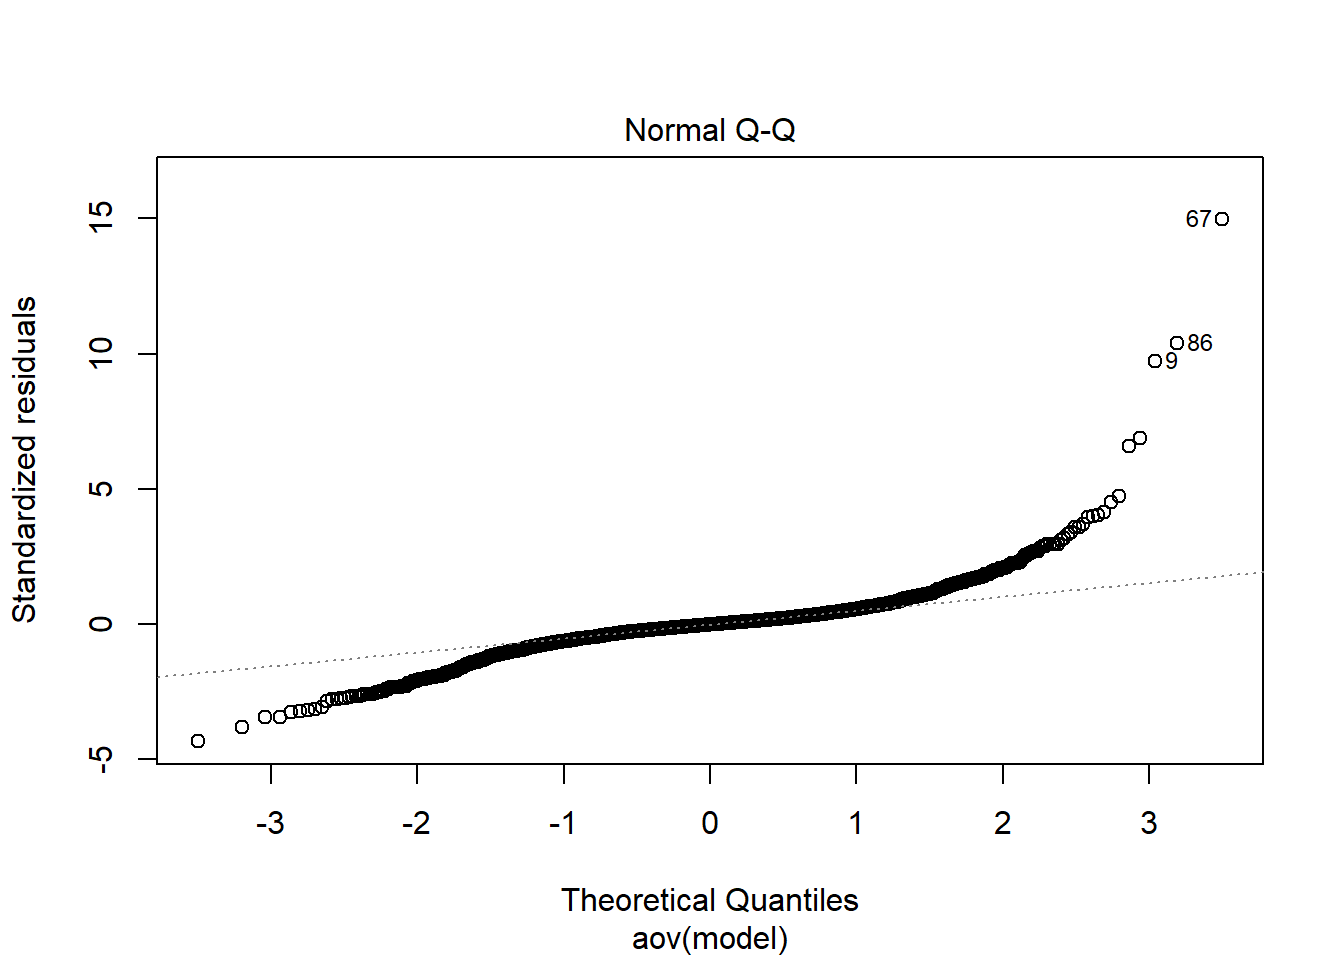 Normal Q-Q
Standardized residuals
15
10
5
0
-5
67
86
9
-3 -2 -1 0 1 2 3
Theoretical Quantiles
aov(model)